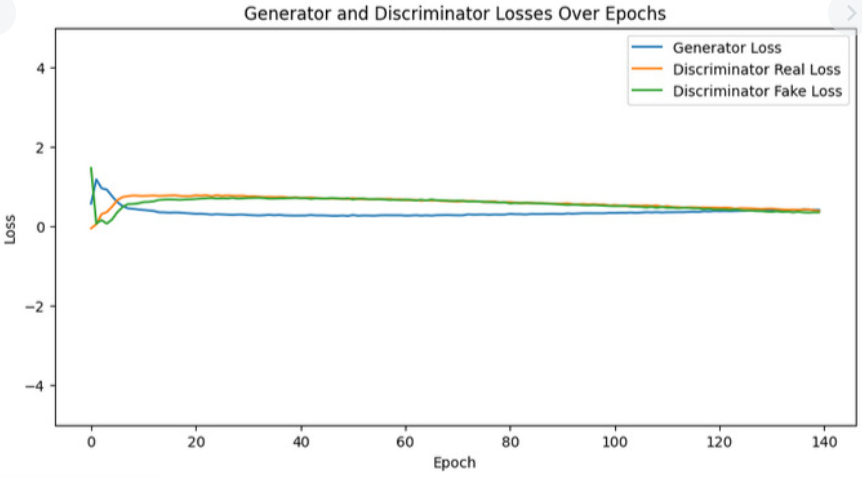 Generator and Discriminator Losses Over Epochs
Generator Loss
Discriminator Real Loss
Discriminator Fake Loss
4
2
0
−2
−4
Loss
0 20 40 60 80 100 120 140
Epoch